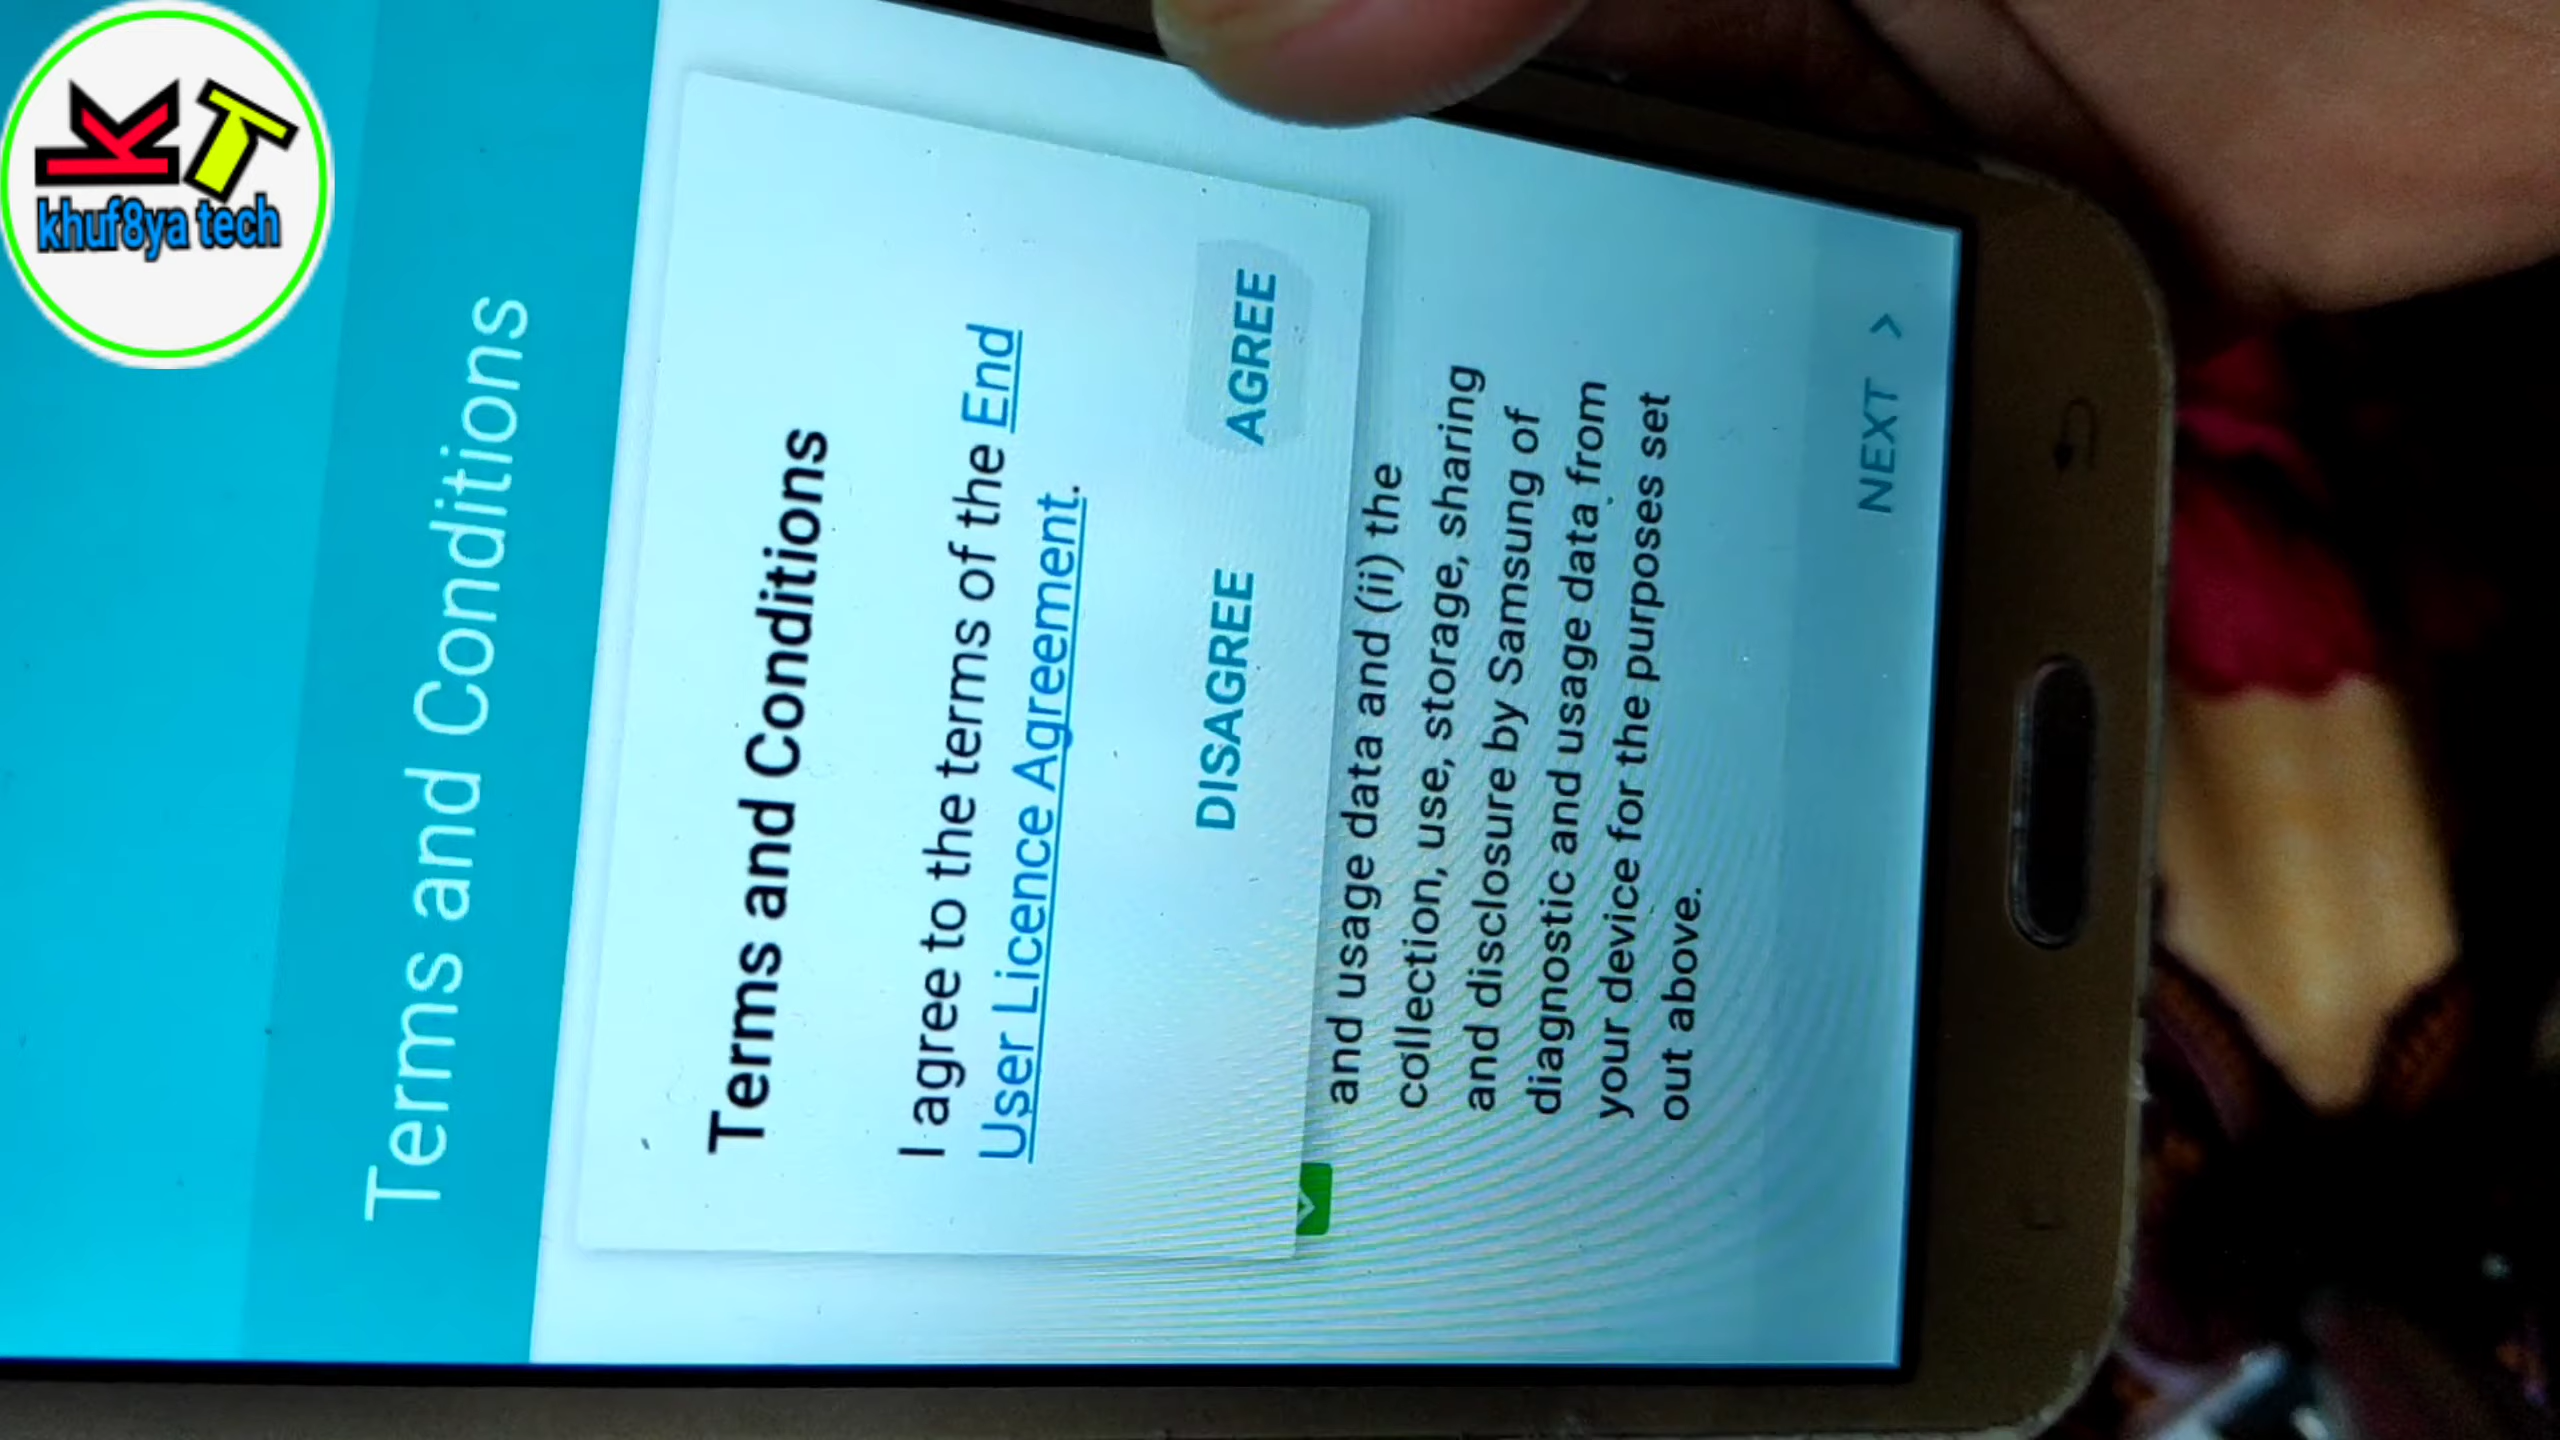 KT
khuf8ya tech
Terms and Conditions
Terms and Conditions
I agree to the terms of the End
User Licence Agreement.
DISAGREE AGREE
and usage data and (ii) the
collection, use, storage, sharing
and disclosure by Samsung of
diagnostic and usage data from
your device for the purposes set
out above.
NEXT >